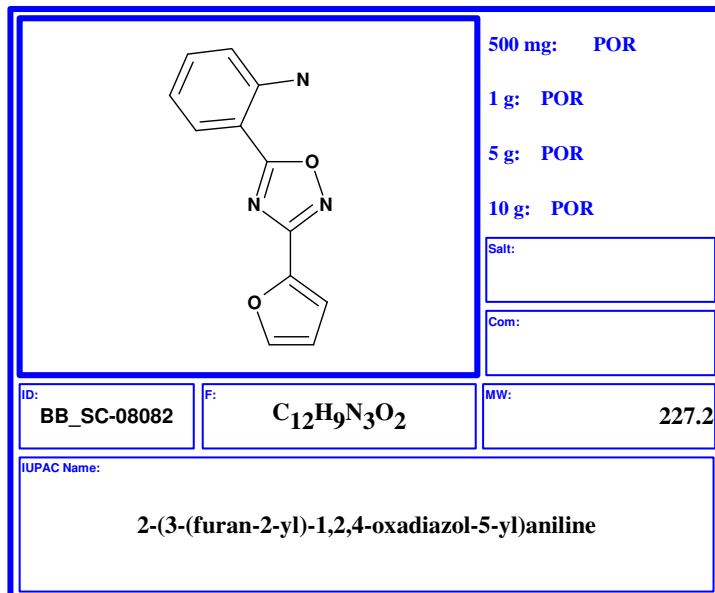 N
O
N
N
O
500 mg: POR
1 g: POR
5 g: POR
10 g: POR
Salt:
Com:
ID:
BB_SC-08082
F:
C12H9N3O2
MW:
227.2
IUPAC Name:
2-(3-(furan-2-yl)-1,2,4-oxadiazol-5-yl)aniline